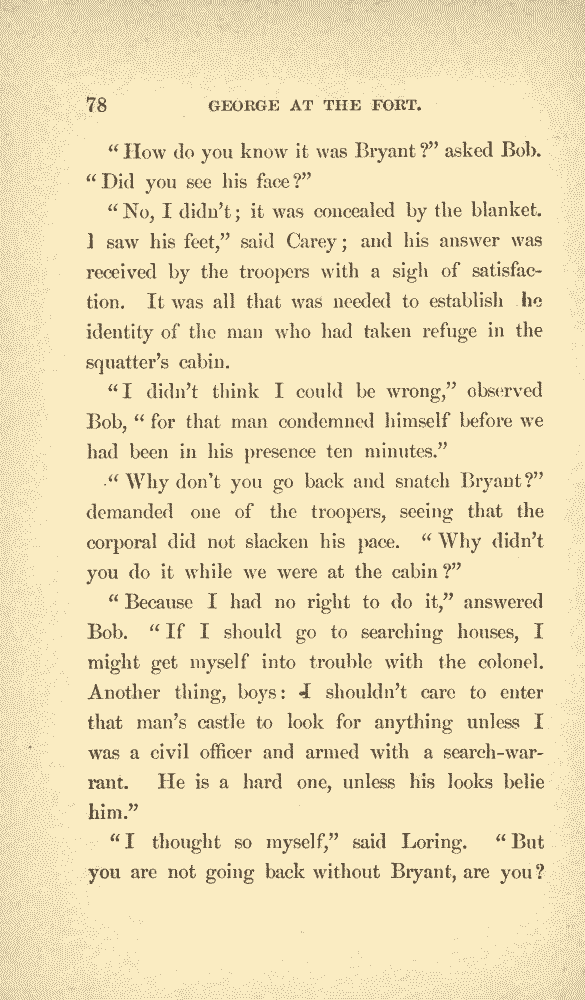 78 GEORGE AT THE FORT.
“How do you know it was Bryant?” asked Bob.
“Did you see his face?”
“No, I didn’t; it was concealed by the blanket.
I saw his feet,” said Carey; and his answer was
received by the troopers with a sigh of satisfac-
tion. It was all that was needed to establish he
identity of the man who had taken refuge in the
squatter’s cabin.
“I didn’t think I could be wrong,” observed
Bob, “for that man condemned himself before we
had been in his presence ten minutes.”
“Why don’t you go back and snatch Bryant?”
demanded one of the troopers, seeing that the
corporal did not slacken his pace. “Why didn’t
you do it while we were at the cabin?”
“Because I had no right to do it,” answered
Bob. “If I should go to searching houses, I
might get myself into trouble with the colonel.
Another thing, boys: I shouldn’t care to enter
that man’s castle to look for anything unless I
was a civil officer and armed with a search-war-
rant. He is a hard one, unless his looks belie
him.”
“I thought so myself,” said Loring. “But
you are not going back without Bryant, are you?